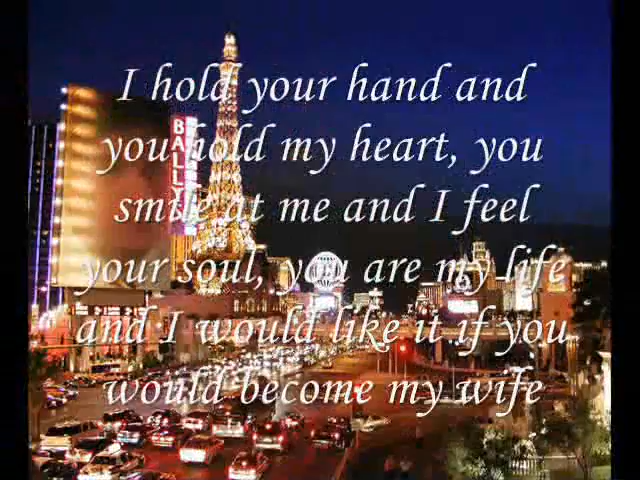 I hold your hand and
you hold my heart, you
smile at me and I feel
your soul, you are my life
and I would like it if you
would become my wife
BALLY